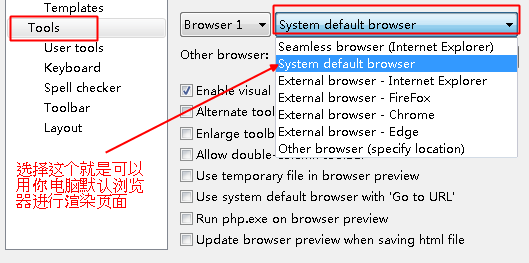 Templates
Tools
User tools
Keyboard
Spell checker
Toolbar
Layout
选择这个就是可以
用你电脑默认浏览
器进行渲染页面
Browser 1
System default browser
Other browser:
Seamless browser (Internet Explorer)
System default browser
External browser - Internet Explorer
External browser - FireFox
External browser - Chrome
External browser - Edge
Other browser (specify location)
Enable visual
Alternate tool
Enlarge toolb
Allow double-column toolbar
Use temporary file in browser preview
Use system default browser with 'Go to URL'
Run php.exe on browser preview
Update browser preview when saving html file